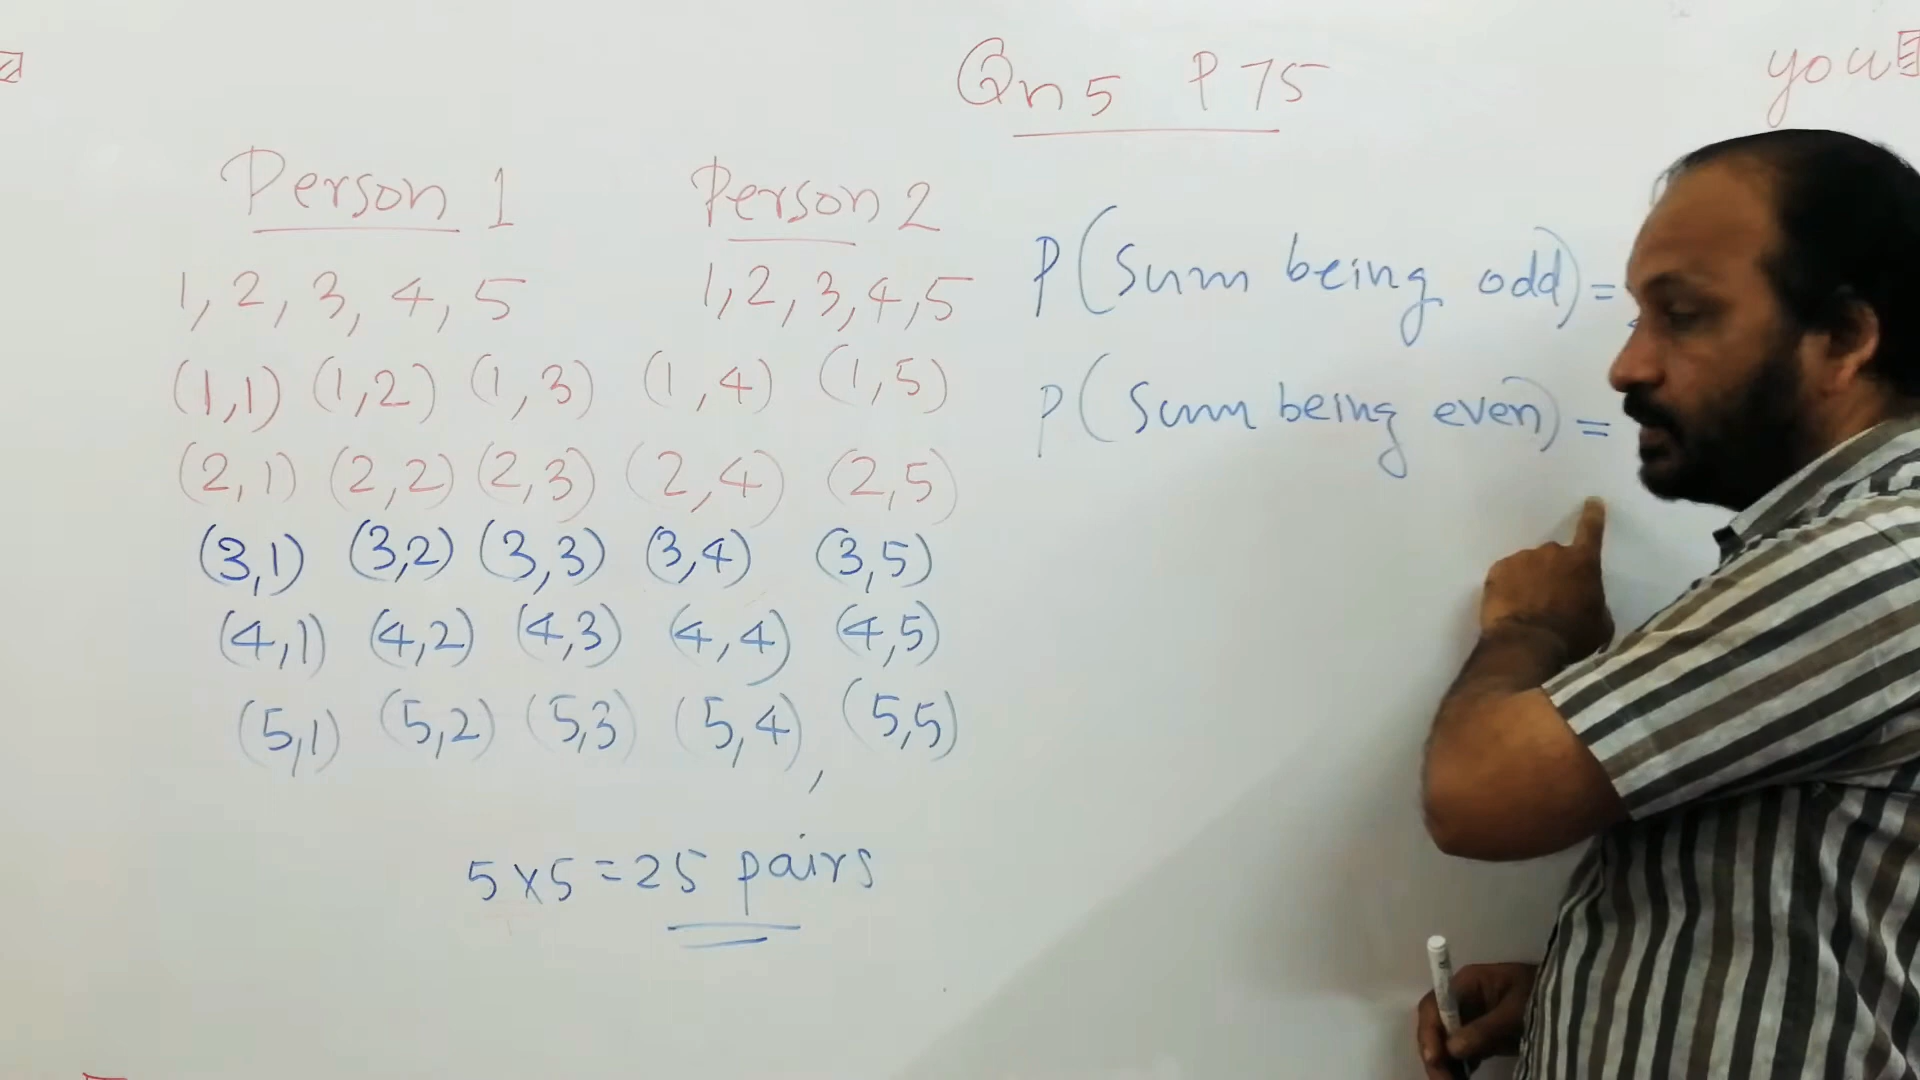 Qn 5 P 75
you
Person 1 Person 2
1, 2, 3, 4, 5 1, 2, 3, 4, 5
(1,1) (1,2) (1,3) (1,4) (1,5)
(2,1) (2,2) (2,3) (2,4) (2,5)
(3,1) (3,2) (3,3) (3,4) (3,5)
(4,1) (4,2) (4,3) (4,4) (4,5)
(5,1) (5,2) (5,3) (5,4), (5,5)
5 x 5 = 25 pairs
P(Sum being odd) =
P(Sum being even) =